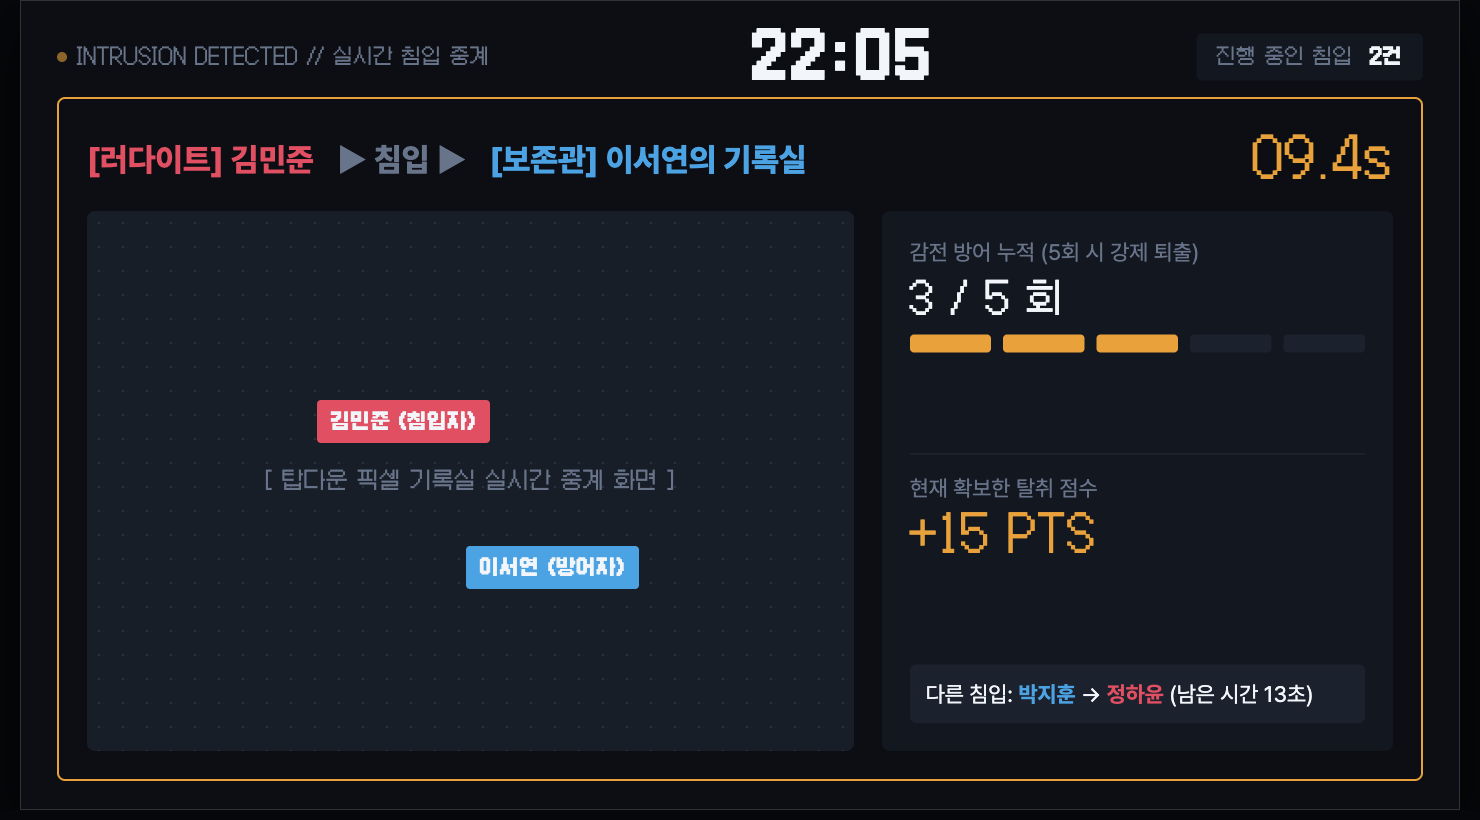 INTRUSION DETECTED // 실시간 침입 중계
22:05
진행 중인 침입 2건
[러다이트] 김민준 ▶ 침입 ▶ [보존관] 이서연의 기록실
09.4s
김민준 (침입자)
[ 탑다운 픽셀 기록실 실시간 중계 화면 ]
이서연 (방어자)
감전 방어 누적 (5회 시 강제 퇴출)
3 / 5 회
현재 확보한 탈취 점수
+15 PTS
다른 침입: 박지훈 → 정하윤 (남은 시간 13초)